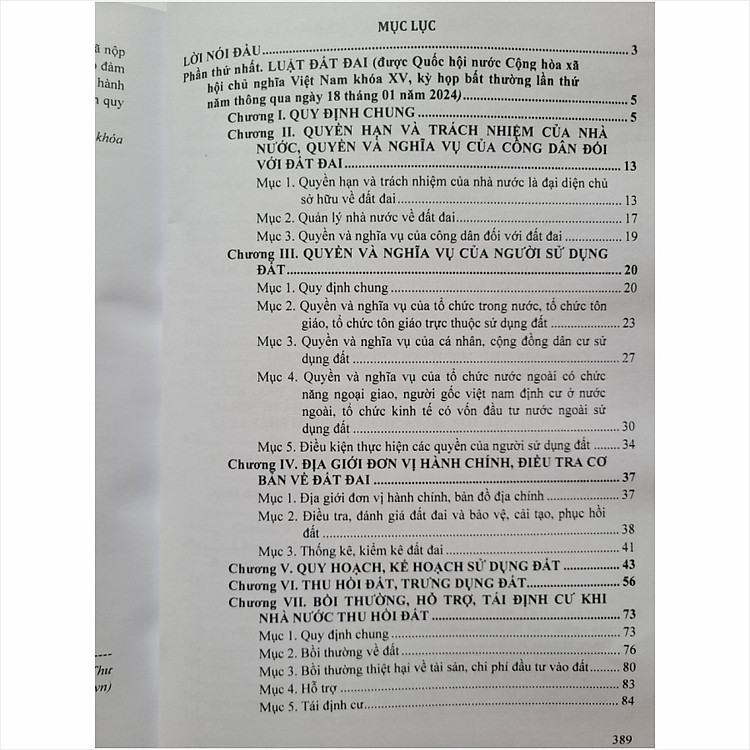 ã nộp
đảm
hành
quy
khóa
Thư
vn)
MỤC LỤC
LỜI NÓI ĐẦU........3
Phần thứ nhất. LUẬT ĐẤT ĐAI (được Quốc hội nước Cộng hòa xã
hội chủ nghĩa Việt Nam khóa XV, kỳ họp bất thường lần thứ
năm thông qua ngày 18 tháng 01 năm 2024)........5
Chương I. QUY ĐỊNH CHUNG........5
Chương II. QUYỀN HẠN VÀ TRÁCH NHIỆM CỦA NHÀ
NƯỚC, QUYỀN VÀ NGHĨA VỤ CỦA CÔNG DÂN ĐỐI
VỚI ĐẤT ĐAI........13
Mục 1. Quyền hạn và trách nhiệm của nhà nước là đại diện chủ
sở hữu về đất đai........13
Mục 2. Quản lý nhà nước về đất đai........17
Mục 3. Quyền và nghĩa vụ của công dân đối với đất đai........19
Chương III. QUYỀN VÀ NGHĨA VỤ CỦA NGƯỜI SỬ DỤNG
ĐẤT........20
Mục 1. Quy định chung........20
Mục 2. Quyền và nghĩa vụ của tổ chức trong nước, tổ chức tôn
giáo, tổ chức tôn giáo trực thuộc sử dụng đất........23
Mục 3. Quyền và nghĩa vụ của cá nhân, cộng đồng dân cư sử
dụng đất........27
Mục 4. Quyền và nghĩa vụ của tổ chức nước ngoài có chức
năng ngoại giao, người gốc việt nam định cư ở nước
ngoài, tổ chức kinh tế có vốn đầu tư nước ngoài sử
dụng đất........30
Mục 5. Điều kiện thực hiện các quyền của người sử dụng đất........34
Chương IV. ĐỊA GIỚI ĐƠN VỊ HÀNH CHÍNH, ĐIỀU TRA CƠ
BẢN VỀ ĐẤT ĐAI........37
Mục 1. Địa giới đơn vị hành chính, bản đồ địa chính........37
Mục 2. Điều tra, đánh giá đất đai và bảo vệ, cải tạo, phục hồi
đất........38
Mục 3. Thống kê, kiểm kê đất đai........41
Chương V. QUY HOẠCH, KẾ HOẠCH SỬ DỤNG ĐẤT........43
Chương VI. THU HỒI ĐẤT, TRƯNG DỤNG ĐẤT........56
Chương VII. BỒI THƯỜNG, HỖ TRỢ, TÁI ĐỊNH CƯ KHI
NHÀ NƯỚC THU HỒI ĐẤT........73
Mục 1. Quy định chung........73
Mục 2. Bồi thường về đất........76
Mục 3. Bồi thường thiệt hại về tài sản, chi phí đầu tư vào đất........80
Mục 4. Hỗ trợ........83
Mục 5. Tái định cư........84
389